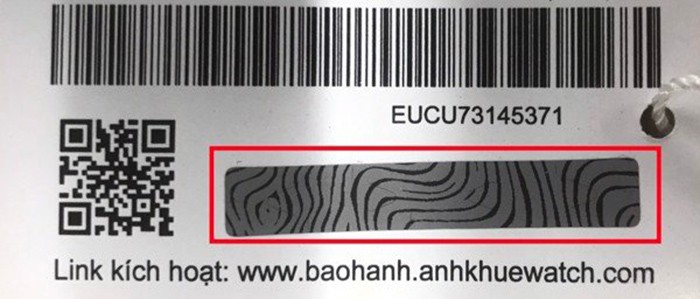 EUCU73145371
Link kích hoạt: www.baohanh.anhkhuewatch.com